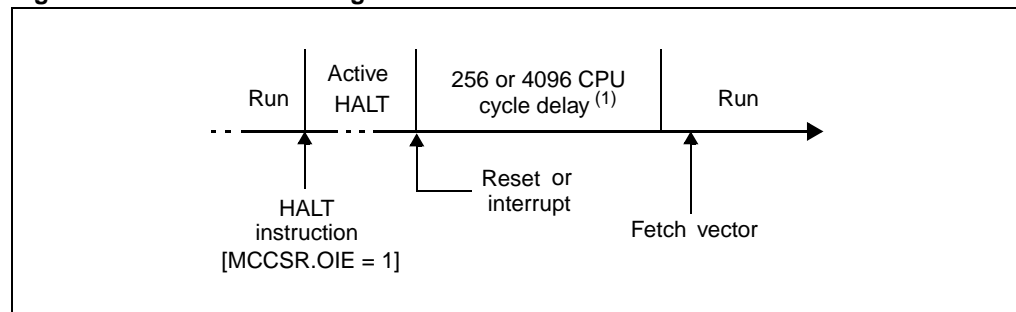 Run
Active
HALT
256 or 4096 CPU
cycle delay (1)
Run
Reset or
interrupt
HALT
instruction
[MCCSR.OIE = 1]
Fetch vector